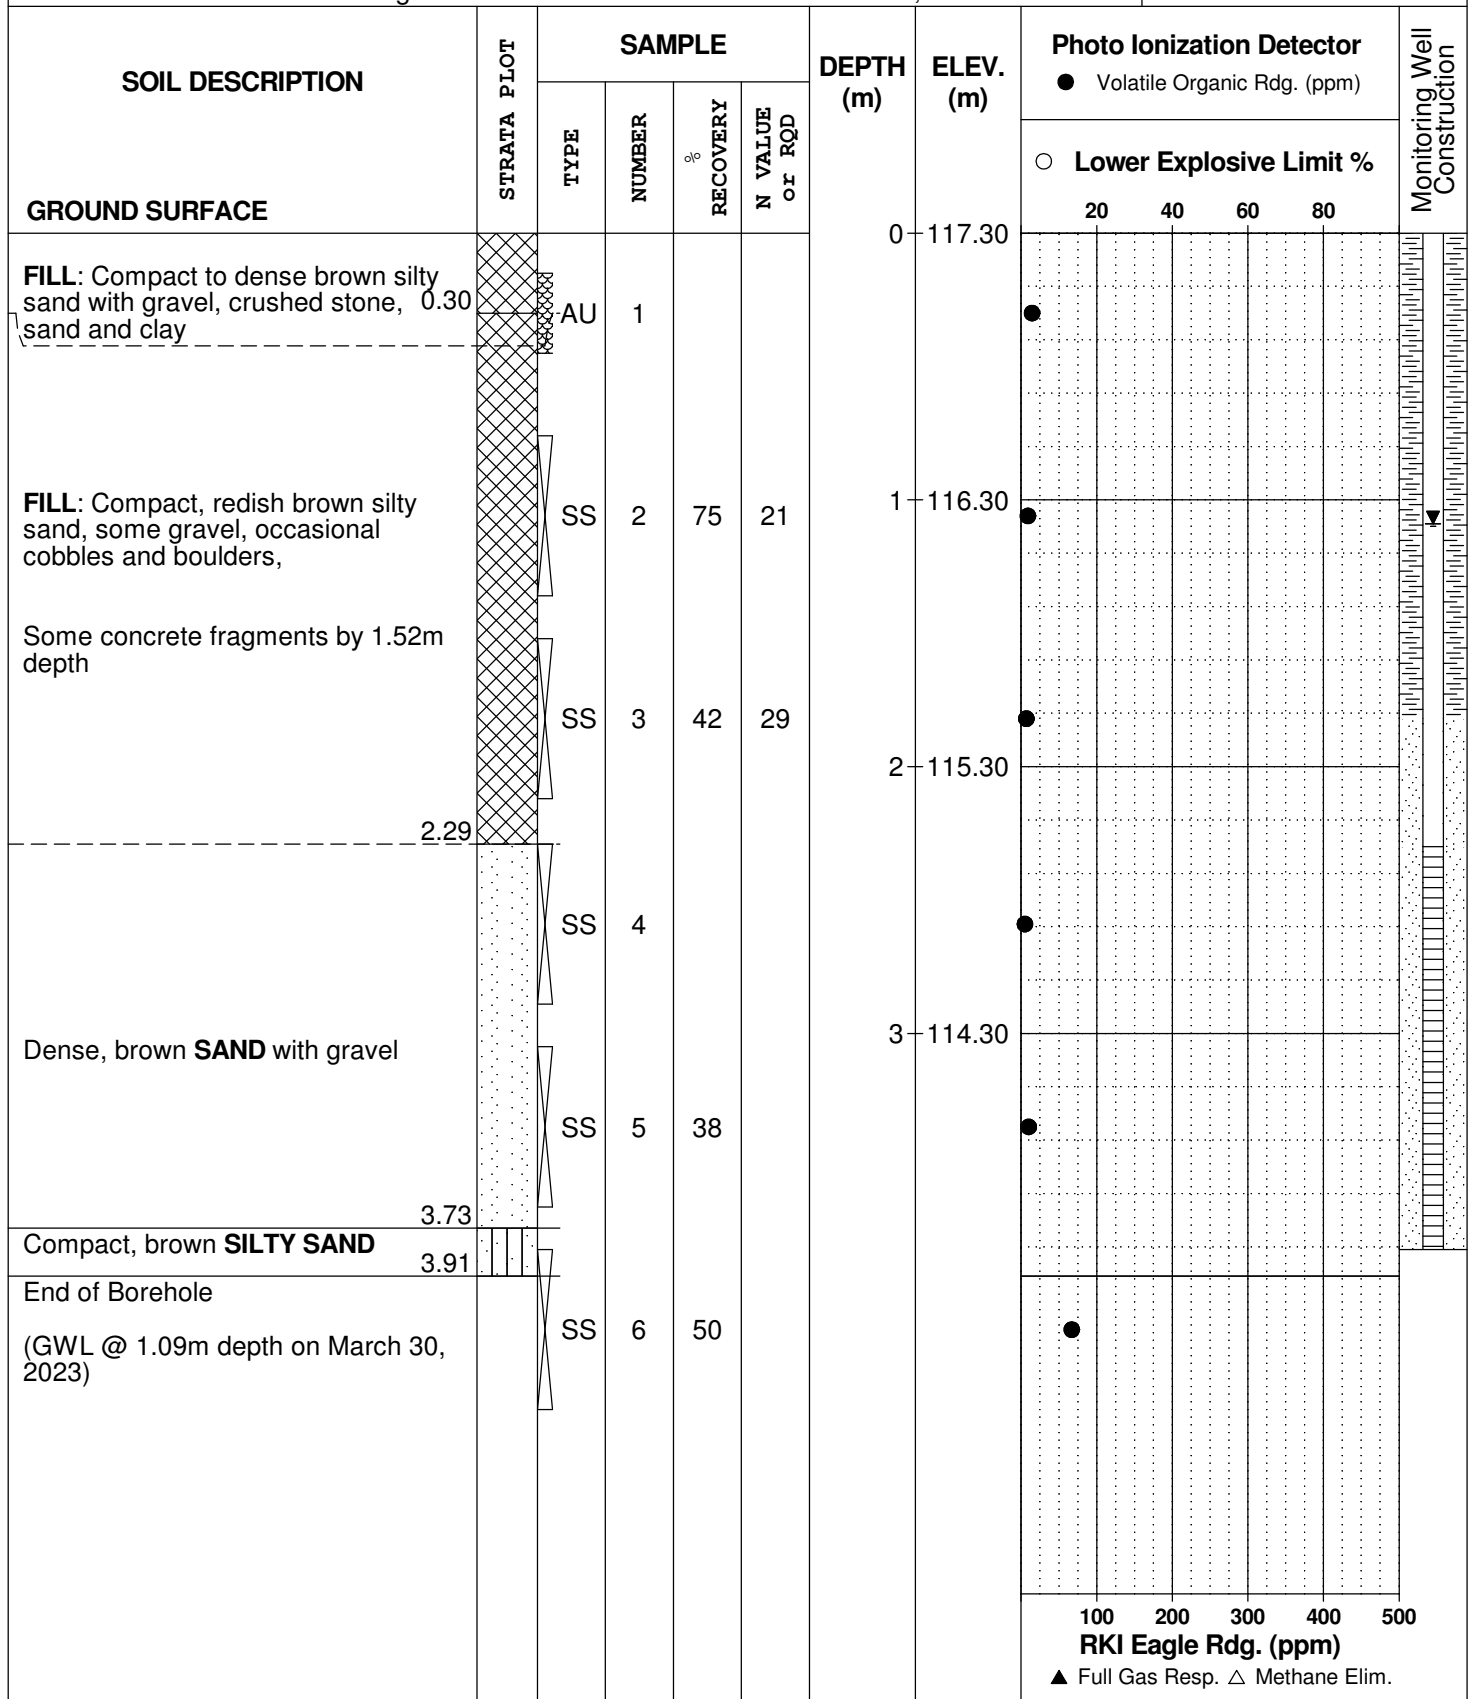 SOIL DESCRIPTION
GROUND SURFACE
STRATA PLOT
SAMPLE
TYPE
NUMBER
%
RECOVERY
N VALUE
or RQD
DEPTH
(m)
ELEV.
(m)
Photo Ionization Detector
● Volatile Organic Rdg. (ppm)
○ Lower Explosive Limit %
20 40 60 80
Monitoring Well
Construction
0 117.30
FILL: Compact to dense brown silty
sand with gravel, crushed stone, 0.30
sand and clay
AU 1
FILL: Compact, redish brown silty
sand, some gravel, occasional
cobbles and boulders,
SS 2 75 21
1 116.30
Some concrete fragments by 1.52m
depth
SS 3 42 29
2 115.30
2.29
SS 4
Dense, brown SAND with gravel
3 114.30
SS 5 38
3.73
Compact, brown SILTY SAND
3.91
End of Borehole
SS 6 50
(GWL @ 1.09m depth on March 30,
2023)
100 200 300 400 500
RKI Eagle Rdg. (ppm)
▲ Full Gas Resp. △ Methane Elim.